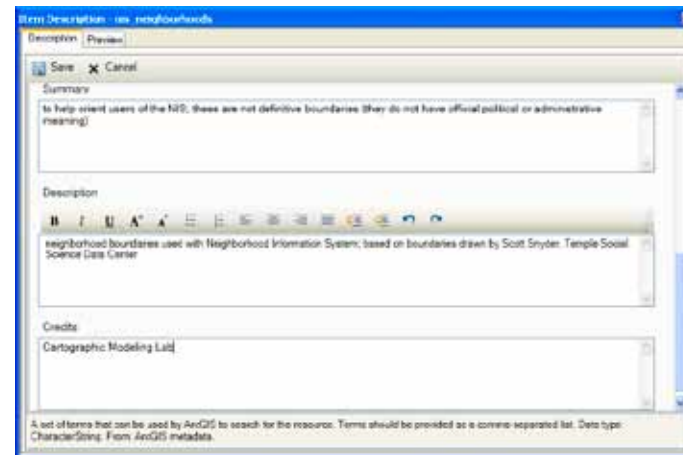 Item Description - nis_neighbourhoods
Description Preview
Save Cancel
Summary
to help orient users of the NIS; these are not definitive boundaries (they do not have official political or administrative
meaning)
Description
B I U A A
neighborhood boundaries used with Neighborhood Information System; based on boundaries drawn by Scott Snyder, Temple Social
Science Data Center
Credits
Cartographic Modeling Lab
A set of terms that can be used by ArcGIS to search for the resource. Terms should be provided as a comma-separated list. Data type:
CharacterString. From: ArcGIS metadata.